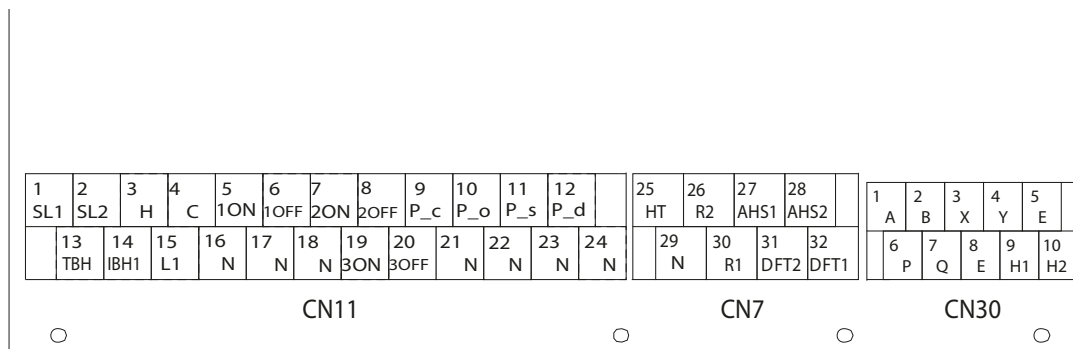 1 2 3 4 5 6 7 8 9 10 11 12
SL1 SL2 H C 1ON 1OFF 2ON 2OFF P_c P_o P_s P_d
13 14 15 16 17 18 19 20 21 22 23 24
TBH IBH1 L1 N N N 3ON 3OFF N N N N
CN11
25 26 27 28
HT R2 AHS1 AHS2
29 30 31 32
N R1 DFT2 DFT1
CN7
1 2 3 4 5
A B X Y E
6 7 8 9 10
P Q E H1 H2
CN30